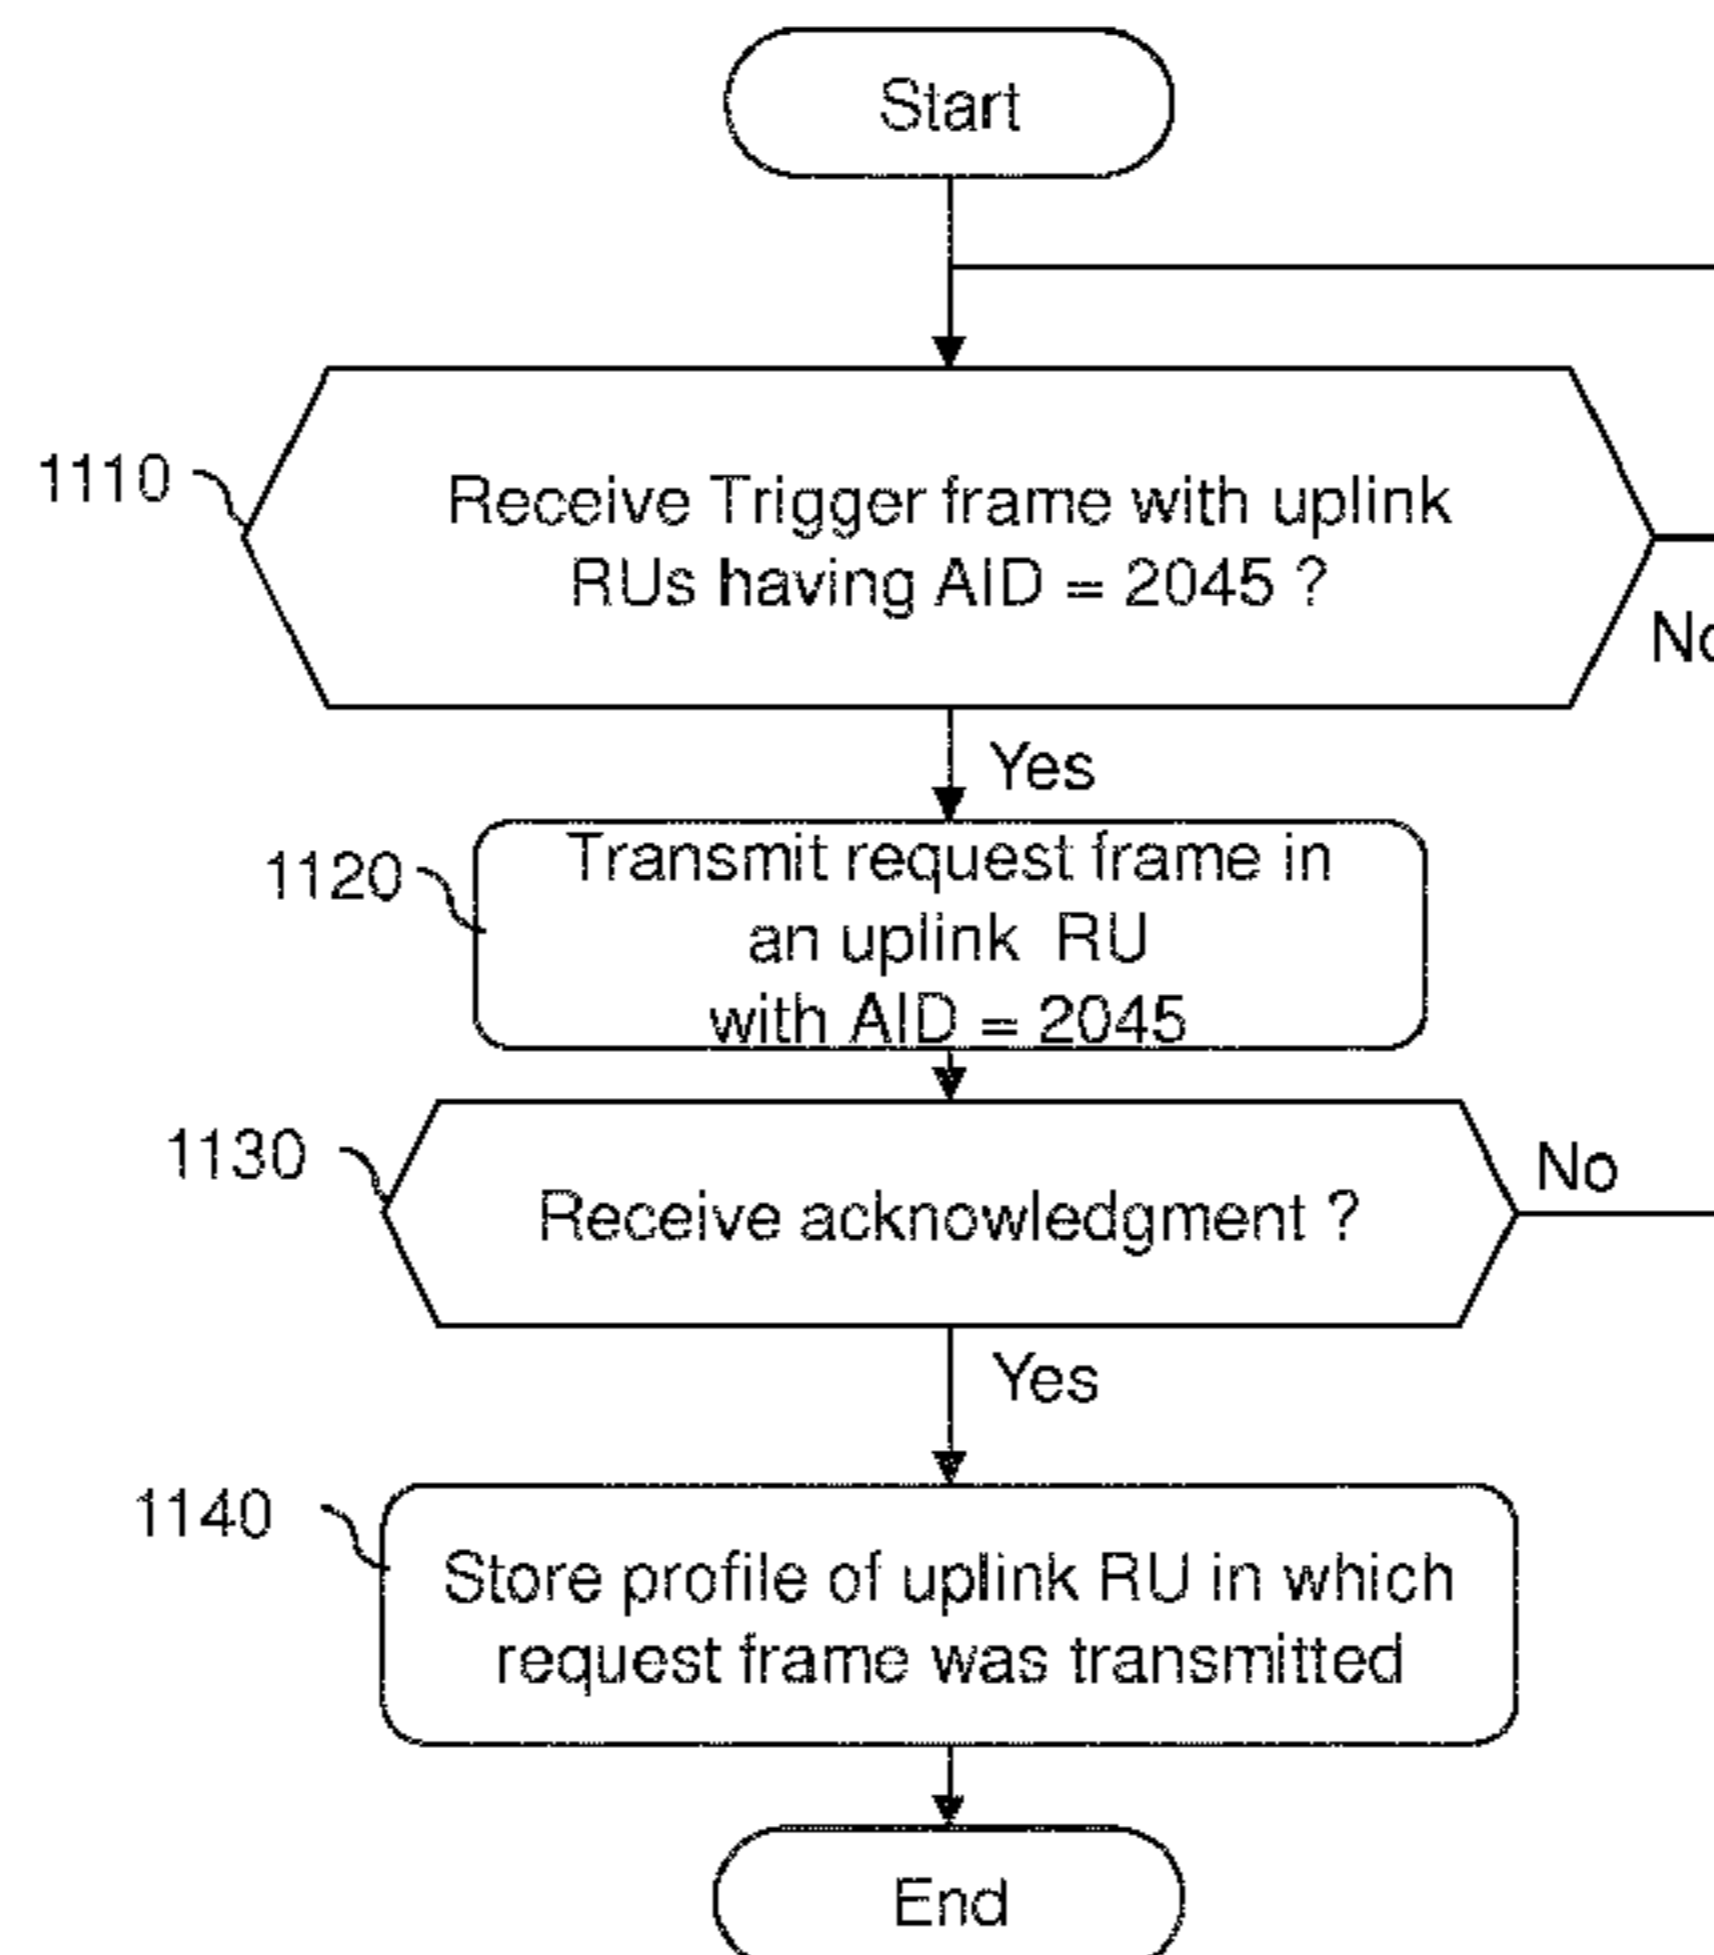 Start
1110
Receive Trigger frame with uplink
RUs having AID = 2045 ?
No
Yes
1120
Transmit request frame in
an uplink RU
with AID = 2045
1130
Receive acknowledgment ?
No
Yes
1140
Store profile of uplink RU in which
request frame was transmitted
End